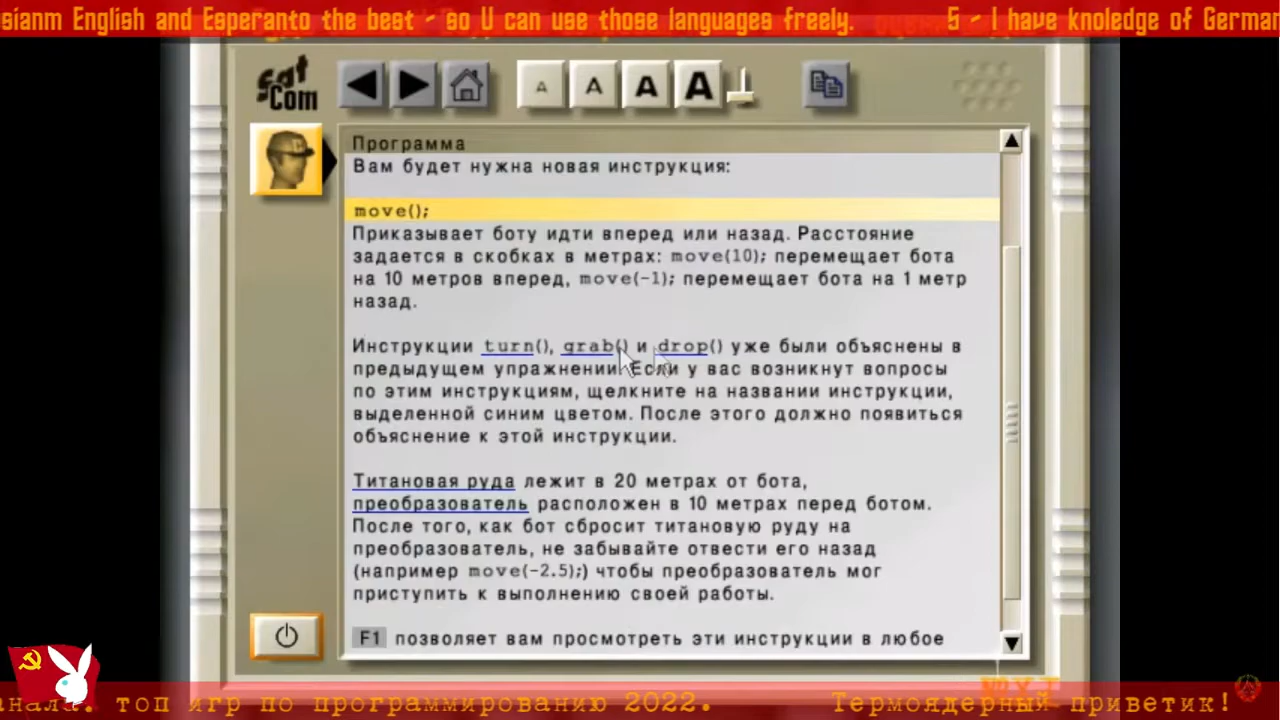 sianm English and Esperanto the best - so U can use those languages freely. 5 - I have knoledge of Germa
Sat
Com
A A A A
Программа
Вам будет нужна новая инструкция:
move();
Приказывает боту идти вперед или назад. Расстояние
задается в скобках в метрах: move(10); перемещает бота
на 10 метров вперед, move(-1); перемещает бота на 1 метр
назад.
Инструкции turn(), grab() и drop() уже были объяснены в
предыдущем упражнении. Если у вас возникнут вопросы
по этим инструкциям, щелкните на названии инструкции,
выделенной синим цветом. После этого должно появиться
объяснение к этой инструкции.
Титановая руда лежит в 20 метрах от бота,
преобразователь расположен в 10 метрах перед ботом.
После того, как бот сбросит титановую руду на
преобразователь, не забывайте отвести его назад
(например move(-2.5);) чтобы преобразователь мог
приступить к выполнению своей работы.
F1 позволяет вам просмотреть эти инструкции в любое
анала: топ игр по программированию 2022. Термоядерный приветик!